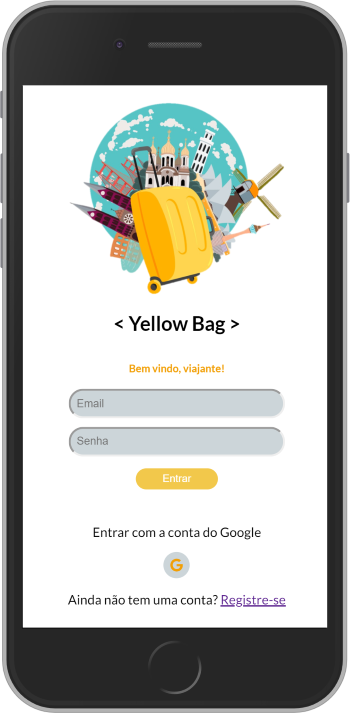 < Yellow Bag >
Bem vindo, viajante!
Email
Senha
Entrar
Entrar com a conta do Google
G
Ainda não tem uma conta? Registre-se